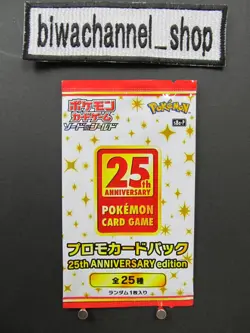 biwachannel_shop
ポケモン
カードゲーム
ソード&シールド
Pokémon
s8a-P
25th
ANNIVERSARY
POKÉMON
CARD GAME
プロモカードパック
25th ANNIVERSARY edition
全25種
ランダム1枚入り